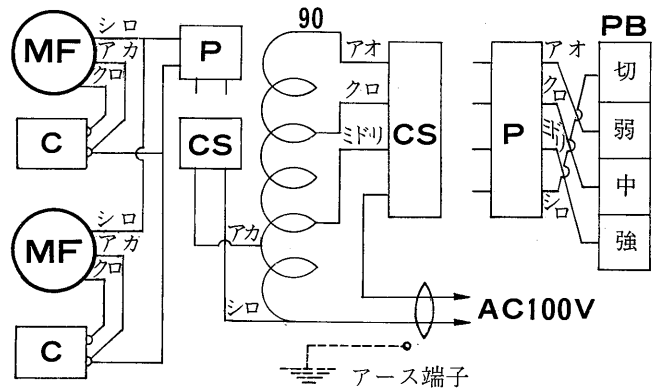 90
シロ
MF
アカ
クロ
P
C
CS
アオ
クロ
ミドリ
CS
アカ
シロ
P
アオ
クロ
ミドリ
シロ
PB
切
弱
中
強
シロ
MF
アカ
クロ
C
AC100V
アース端子